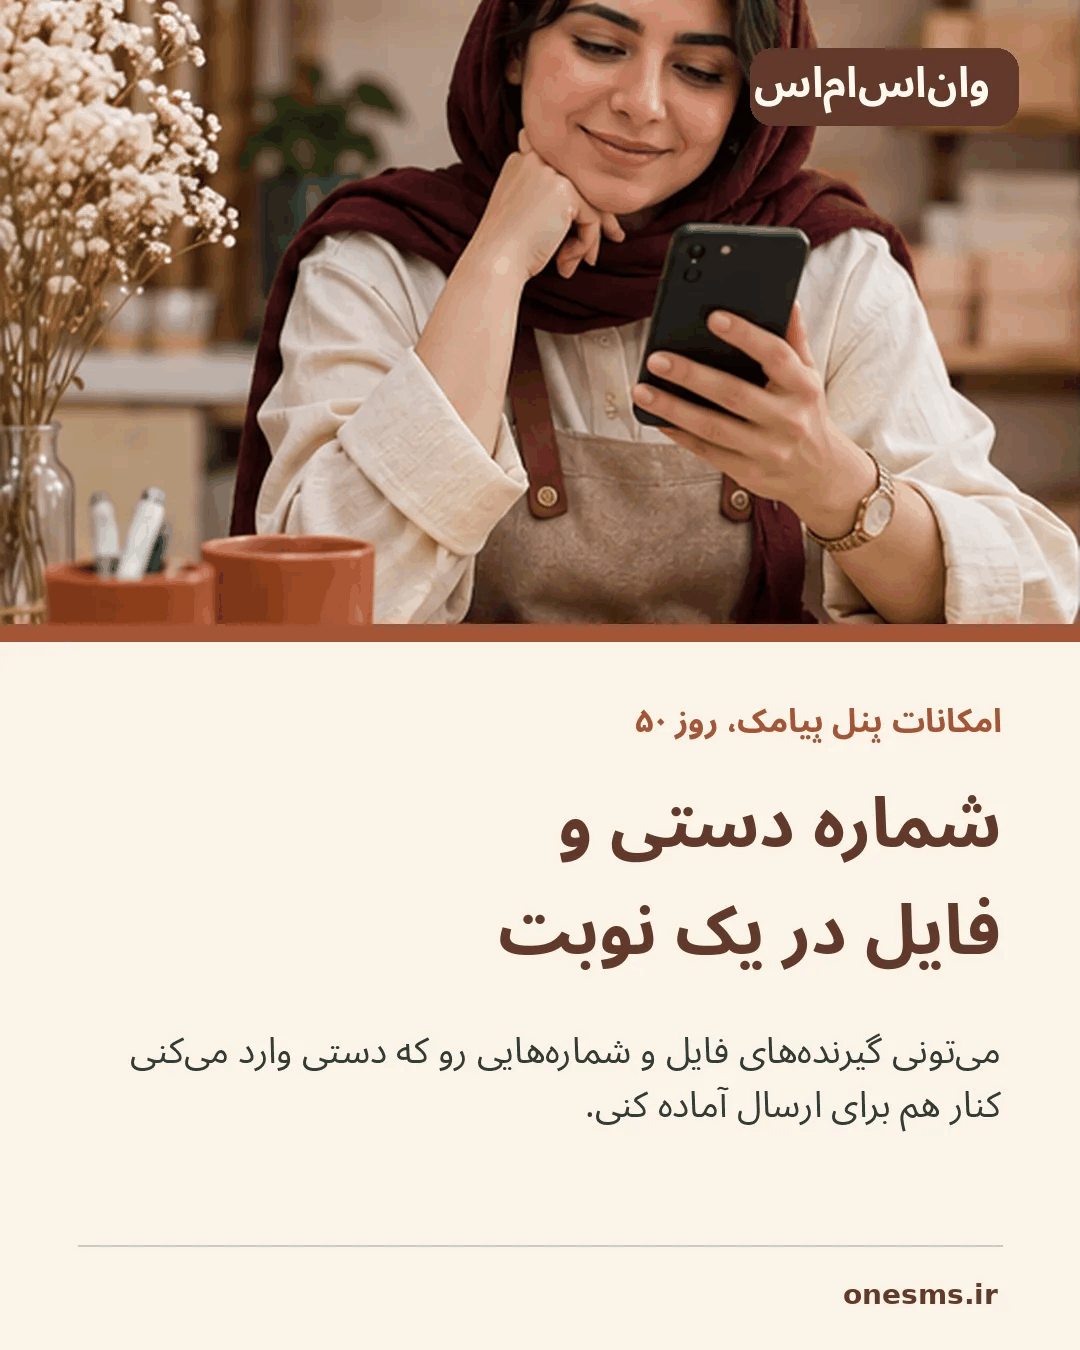 وان‌اس‌ام‌اس
امکانات پنل پیامک، روز ۵۰
شماره دستی و
فایل در یک نوبت
می‌تونی گیرنده‌های فایل و شماره‌هایی رو که دستی وارد می‌کنی
کنار هم برای ارسال آماده کنی.
onesms.ir